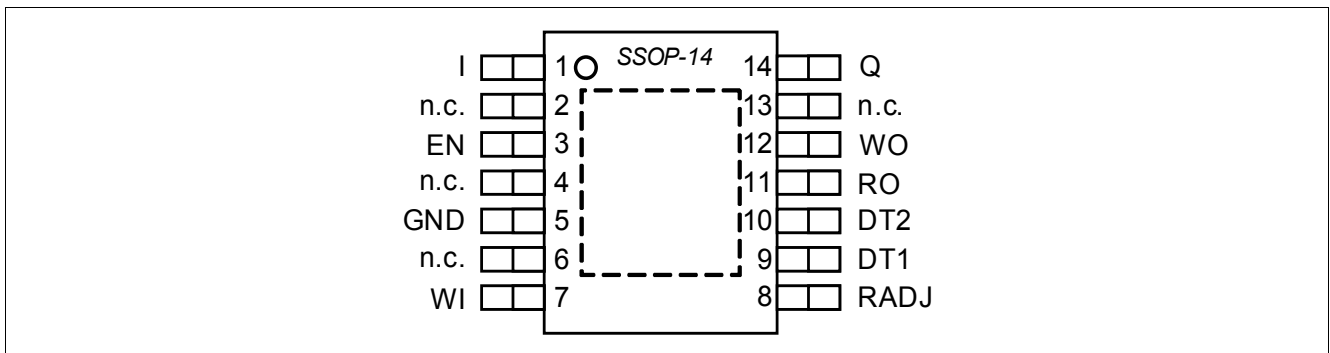 SSOP-14
I 1 14 Q
n.c. 2 13 n.c.
EN 3 12 WO
n.c. 4 11 RO
GND 5 10 DT2
n.c. 6 9 DT1
WI 7 8 RADJ